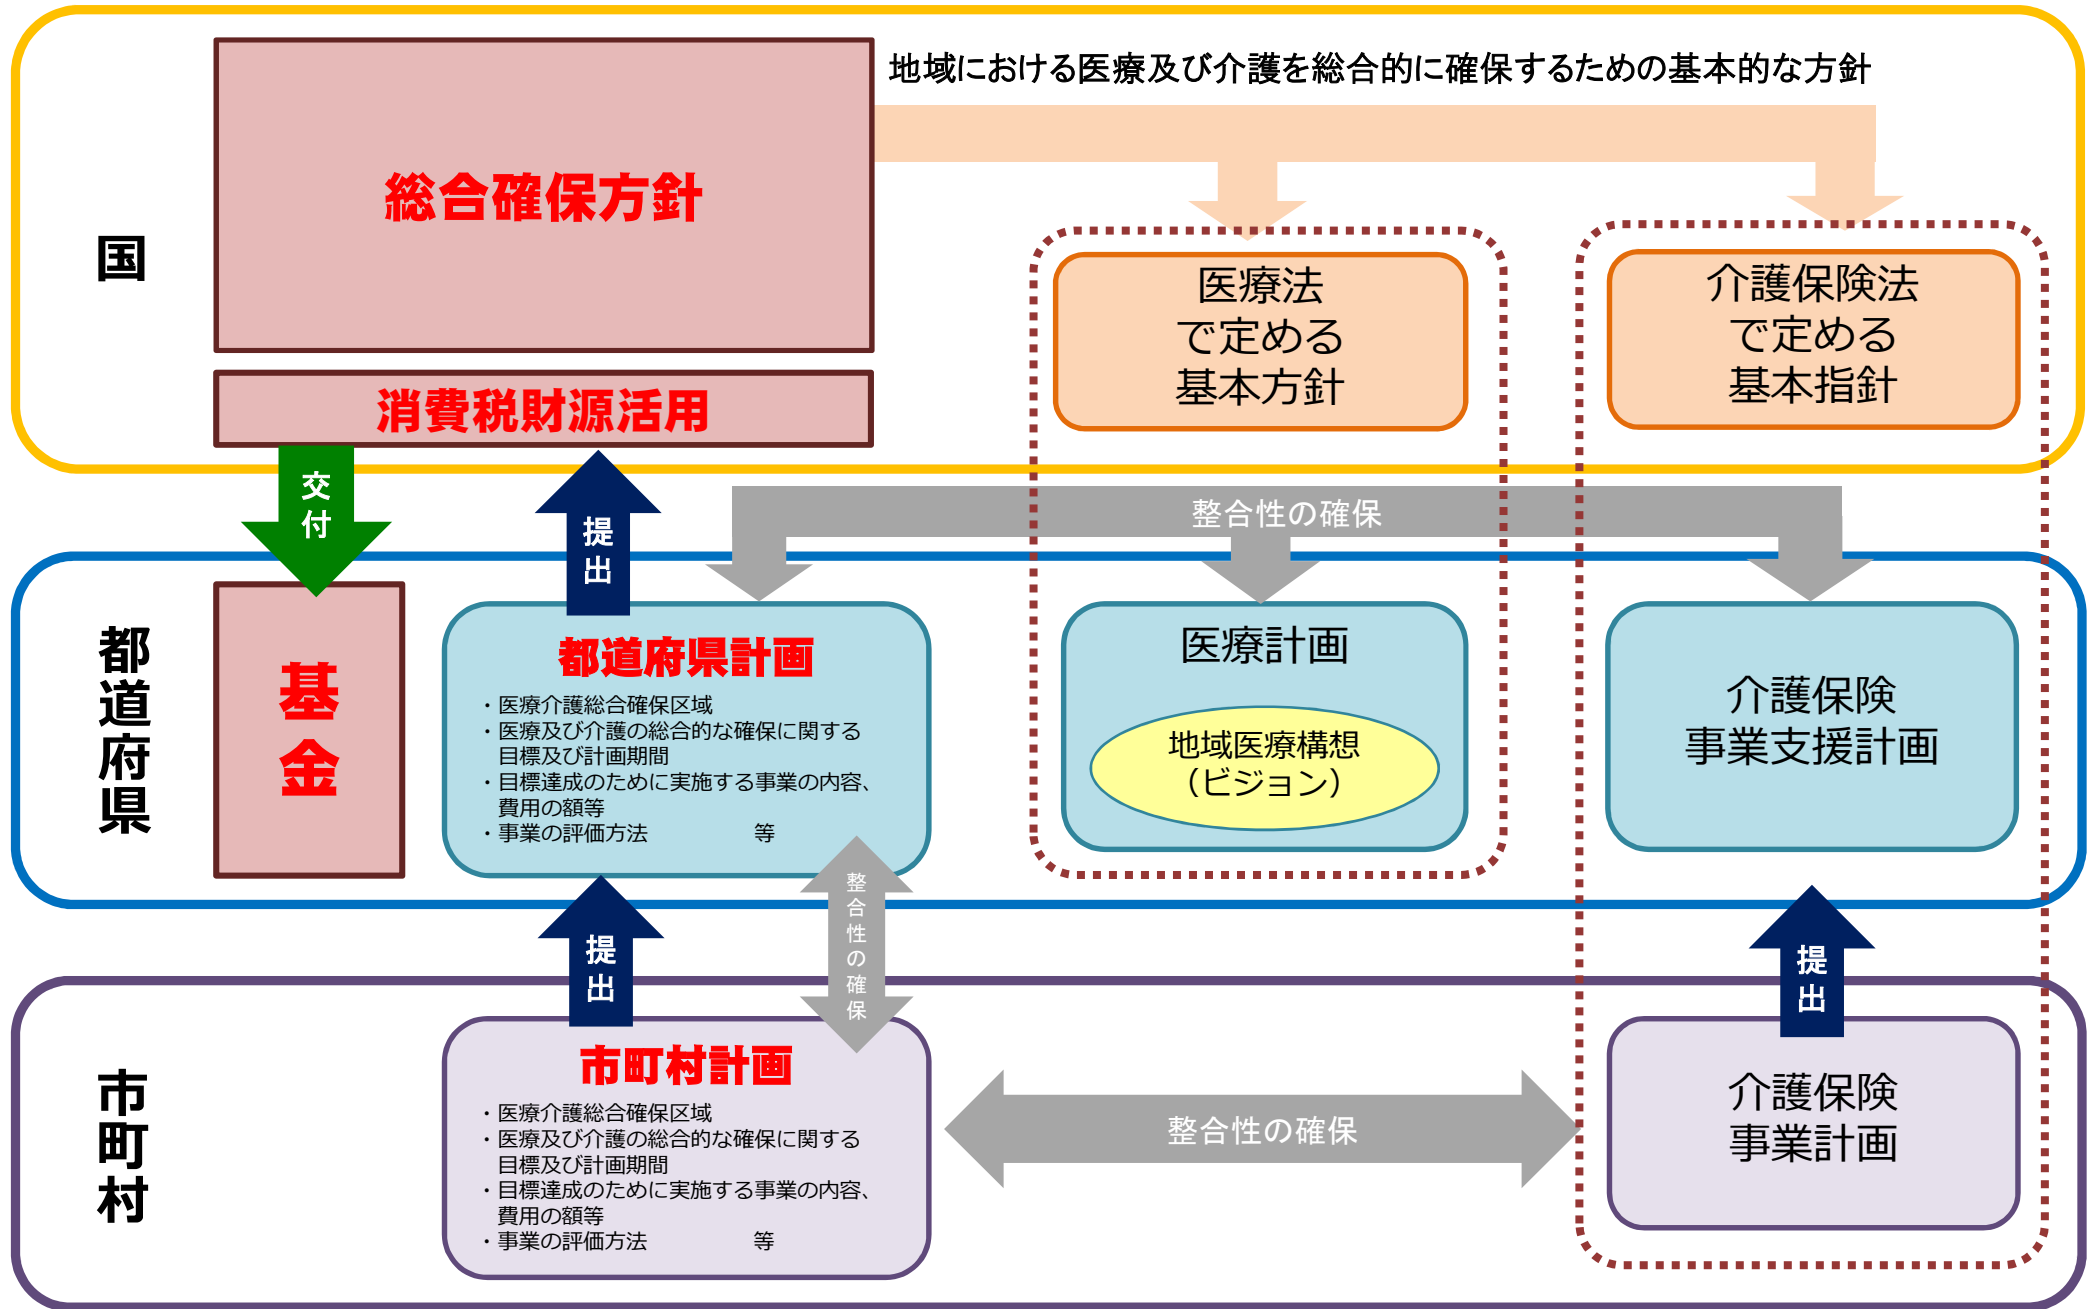 地域における医療及び介護を総合的に確保するための基本的な方針
国
総合確保方針
消費税財源活用
医療法
で定める
基本方針
介護保険法
で定める
基本指針
交付
提出
整合性の確保
都道府県
基金
都道府県計画
・医療介護総合確保区域
・医療及び介護の総合的な確保に関する
目標及び計画期間
・目標達成のために実施する事業の内容、
費用の額等
・事業の評価方法　　　　　等
医療計画
地域医療構想
（ビジョン）
介護保険
事業支援計画
提出
整合性の確保
提出
市町村
市町村計画
・医療介護総合確保区域
・医療及び介護の総合的な確保に関する
目標及び計画期間
・目標達成のために実施する事業の内容、
費用の額等
・事業の評価方法　　　　　等
整合性の確保
介護保険
事業計画